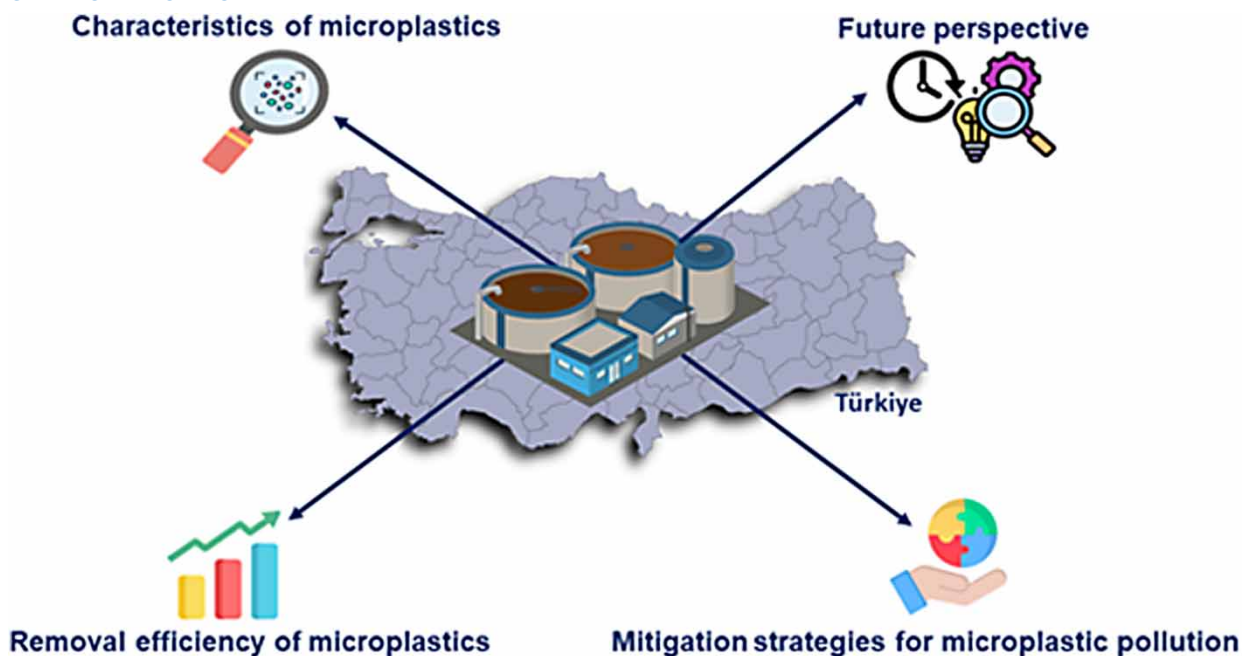 Characteristics of microplastics
Future perspective
Türkiye
Removal efficiency of microplastics
Mitigation strategies for microplastic pollution